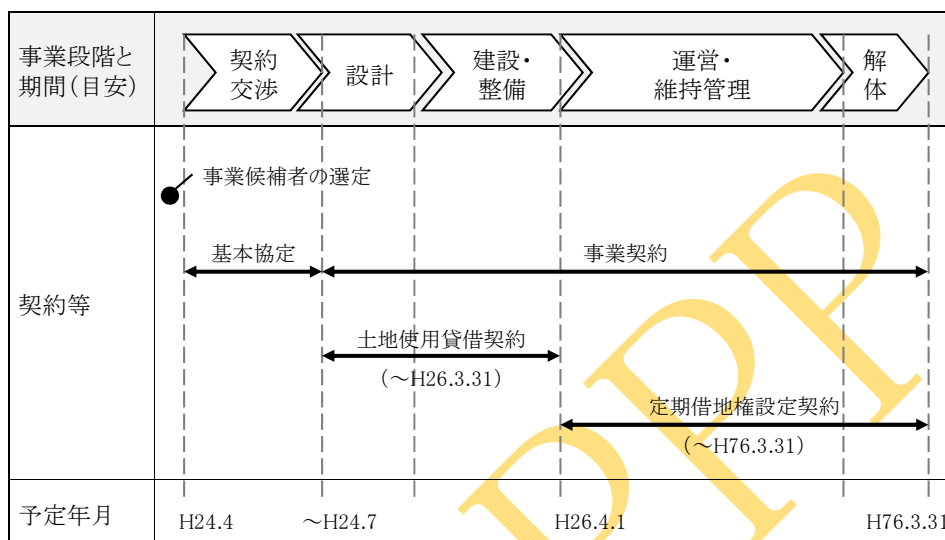 事業段階と
期間(目安)
契約
交渉
設計
建設・
整備
運営・
維持管理
解
体
契約等
事業候補者の選定
基本協定
事業契約
土地使用貸借契約
(～H26.3.31)
定期借地権設定契約
(～H76.3.31)
予定年月
H24.4
～H24.7
H26.4.1
H76.3.31
PPP